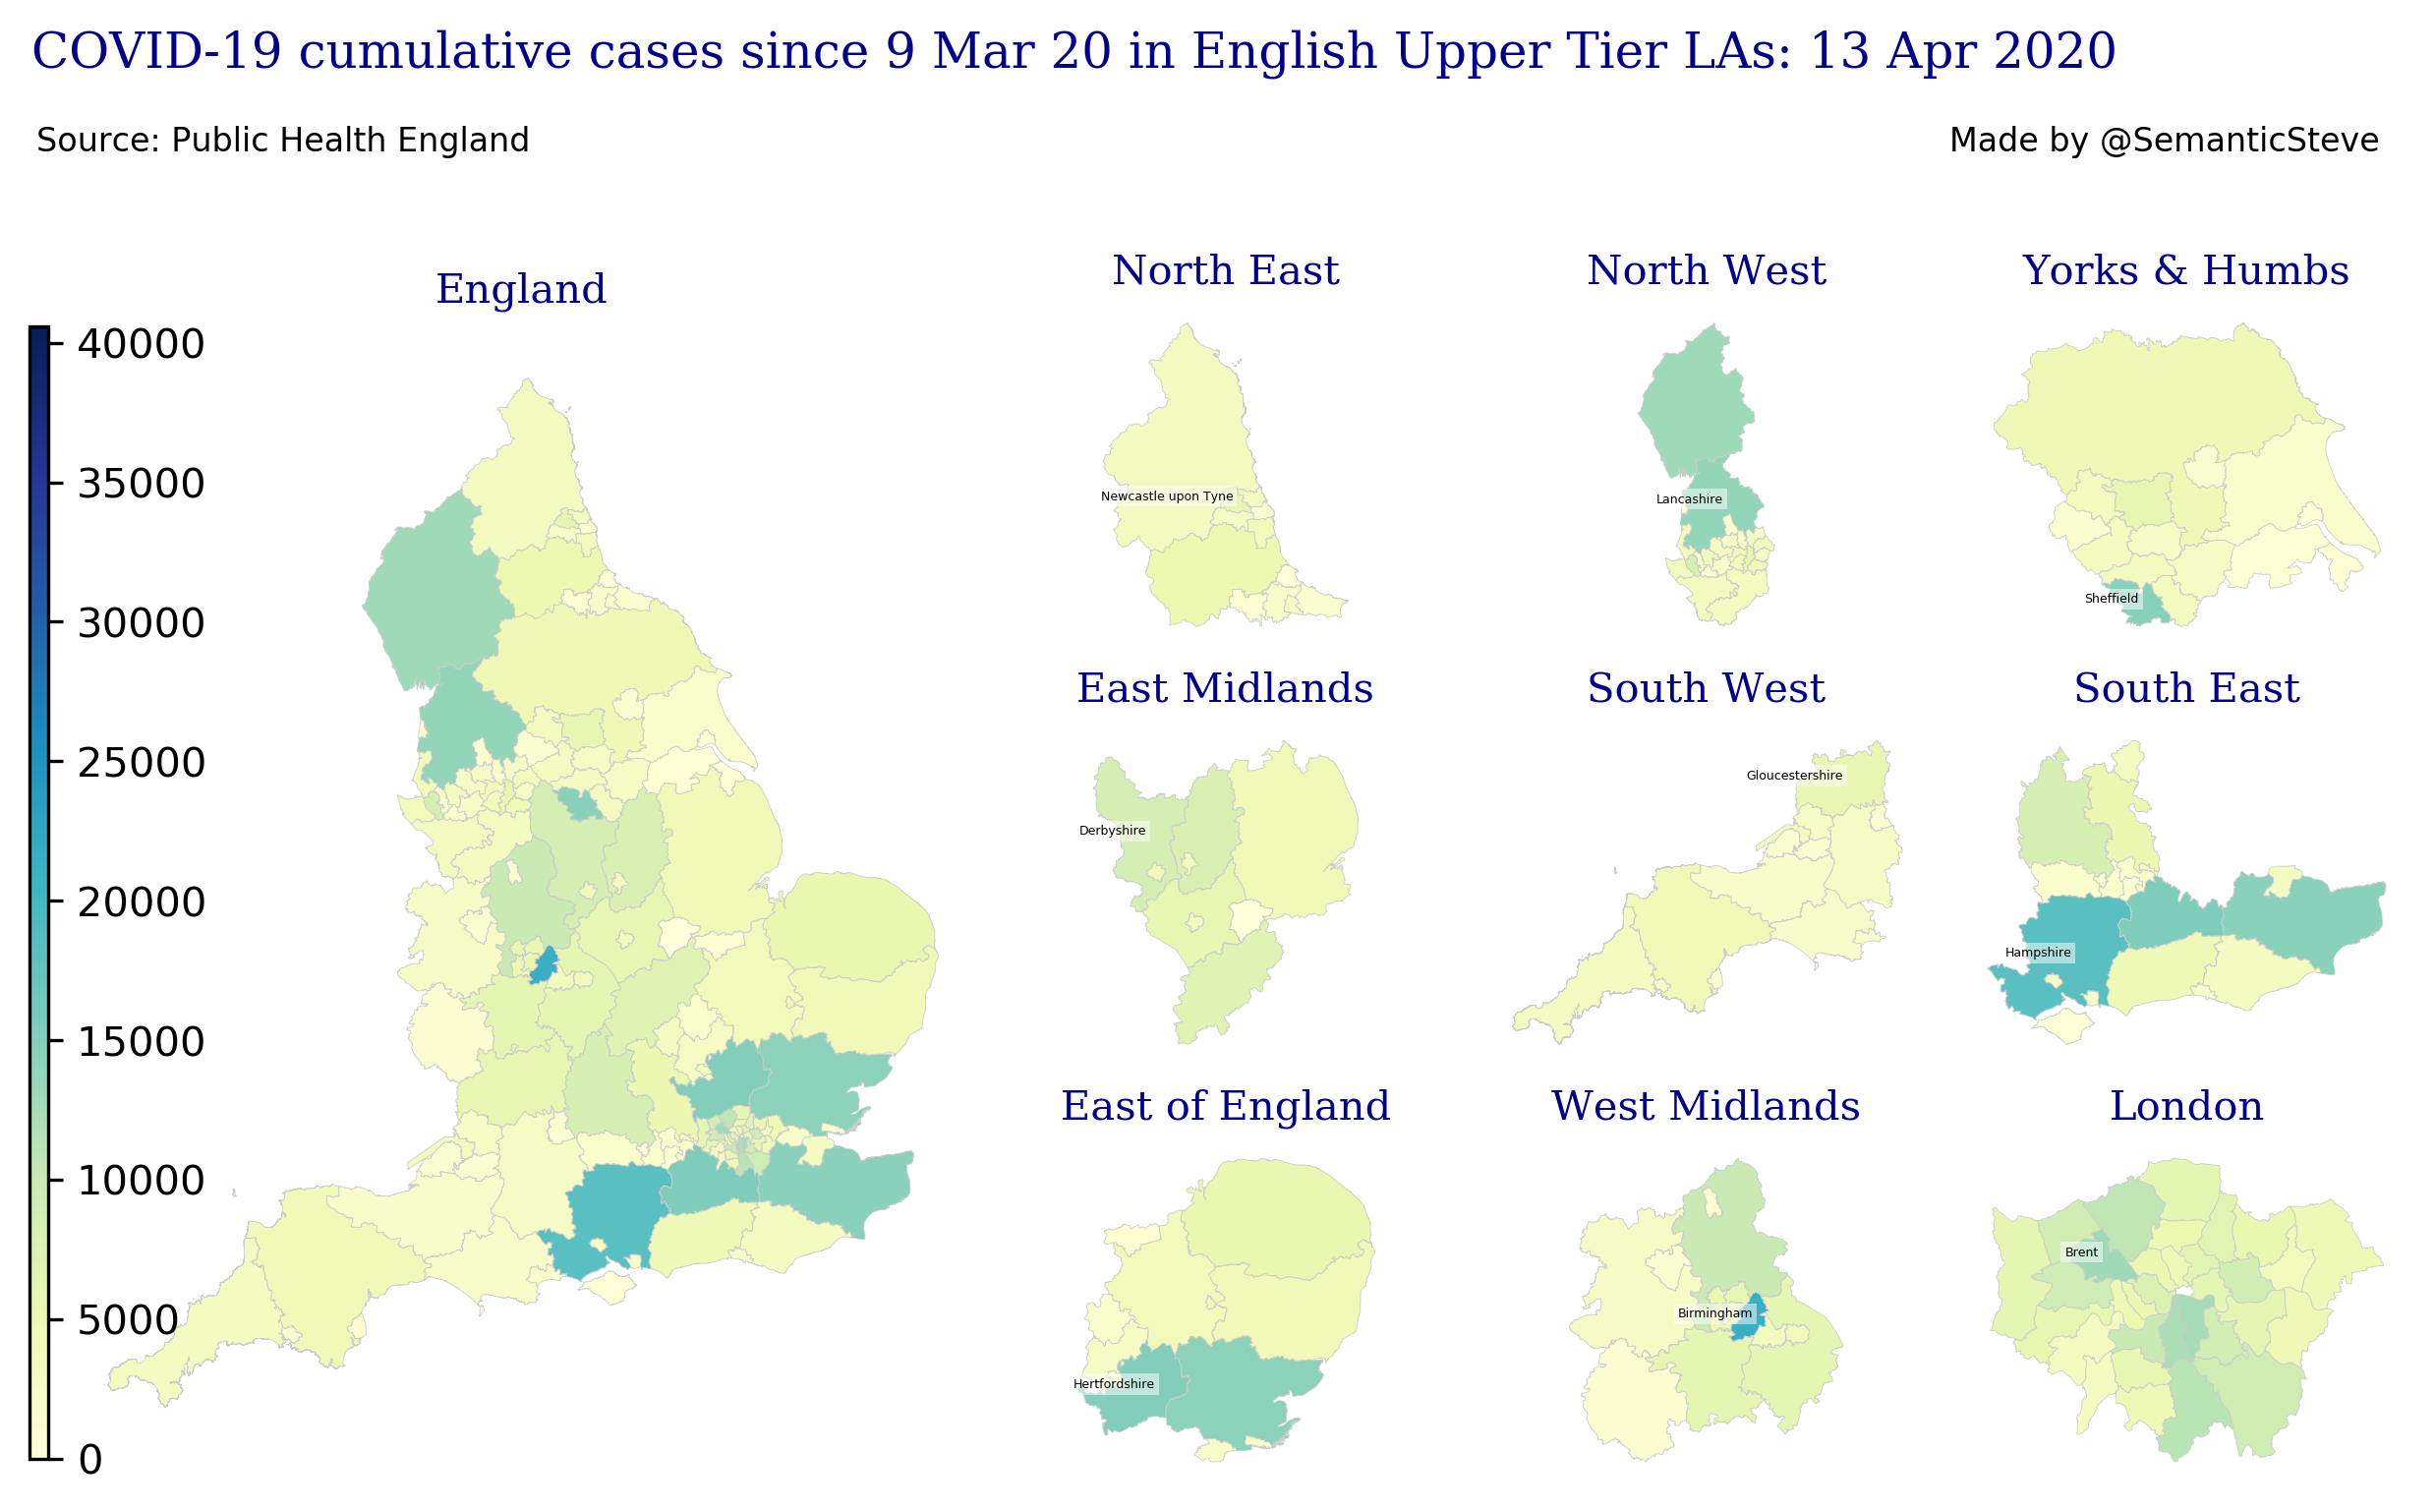 COVID-19 cumulative cases since 9 Mar 20 in English Upper Tier LAs: 13 Apr 2020
Source: Public Health England
Made by @SemanticSteve
England
40000
35000
30000
25000
20000
15000
10000
5000
0
North East
Newcastle upon Tyne
North West
Lancashire
Yorks & Humbs
Sheffield
East Midlands
Derbyshire
South West
Gloucestershire
South East
Hampshire
East of England
Hertfordshire
West Midlands
Birmingham
London
Brent